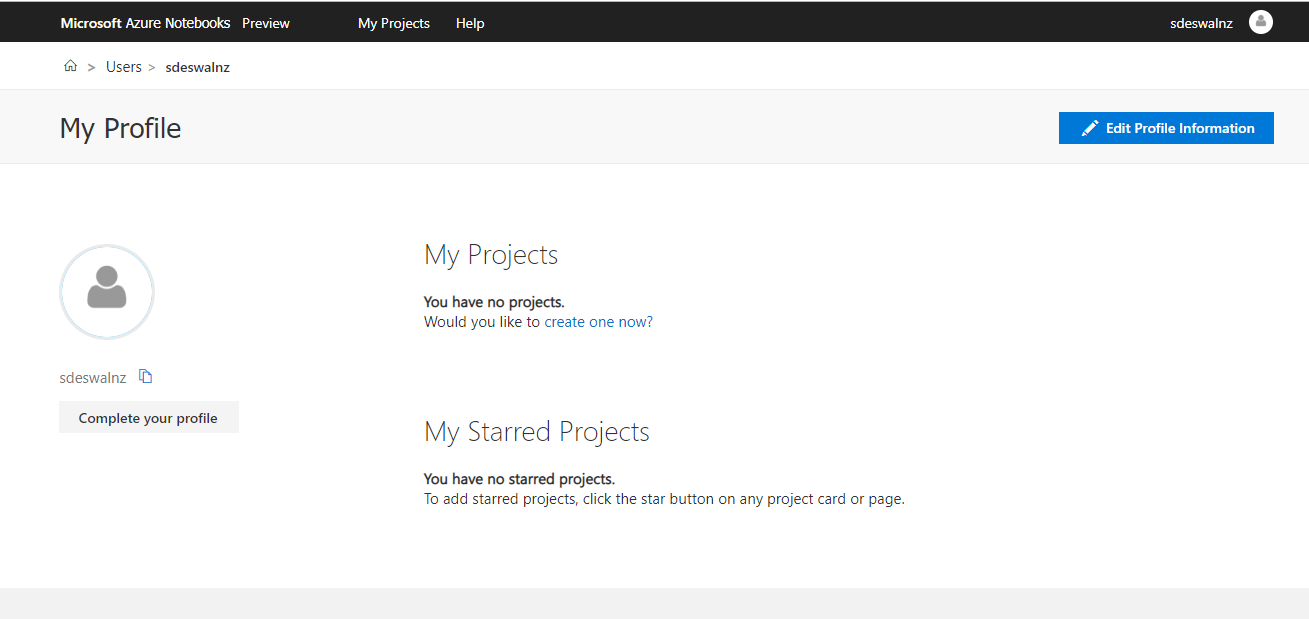 Microsoft Azure Notebooks Preview My Projects Help sdeswalnz
> Users > sdeswalnz
My Profile
Edit Profile Information
My Projects
You have no projects.
Would you like to create one now?
sdeswalnz
Complete your profile
My Starred Projects
You have no starred projects.
To add starred projects, click the star button on any project card or page.